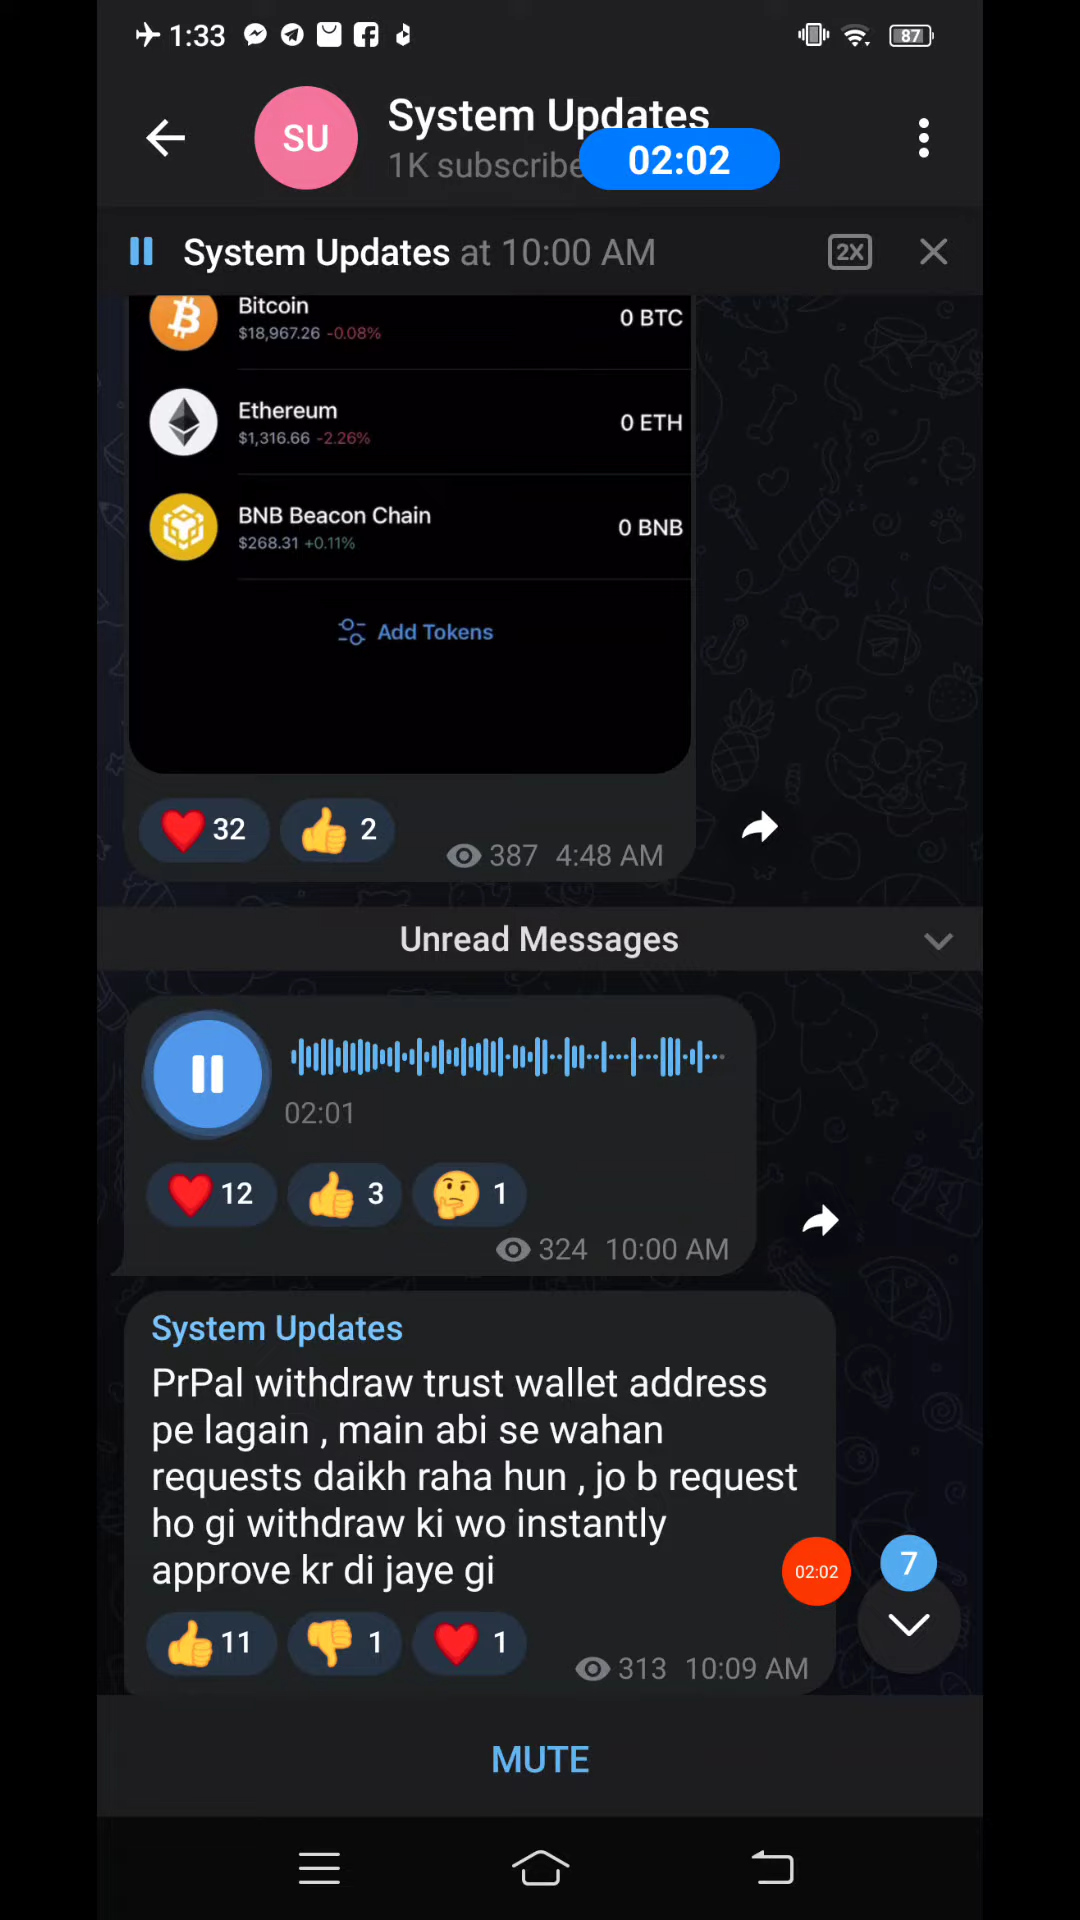 1:33
87
SU
System Updates
1K subscribe
02:02
System Updates at 10:00 AM
2X
Bitcoin
$18,967.26 -0.08%
0 BTC
Ethereum
$1,316.66 -2.26%
0 ETH
BNB Beacon Chain
$268.31 +0.11%
0 BNB
Add Tokens
32
2
387 4:48 AM
Unread Messages
02:01
12
3
1
324 10:00 AM
System Updates
PrPal withdraw trust wallet address
pe lagain , main abi se wahan
requests daikh raha hun , jo b request
ho gi withdraw ki wo instantly
approve kr di jaye gi
02:02
7
11
1
1
313 10:09 AM
MUTE